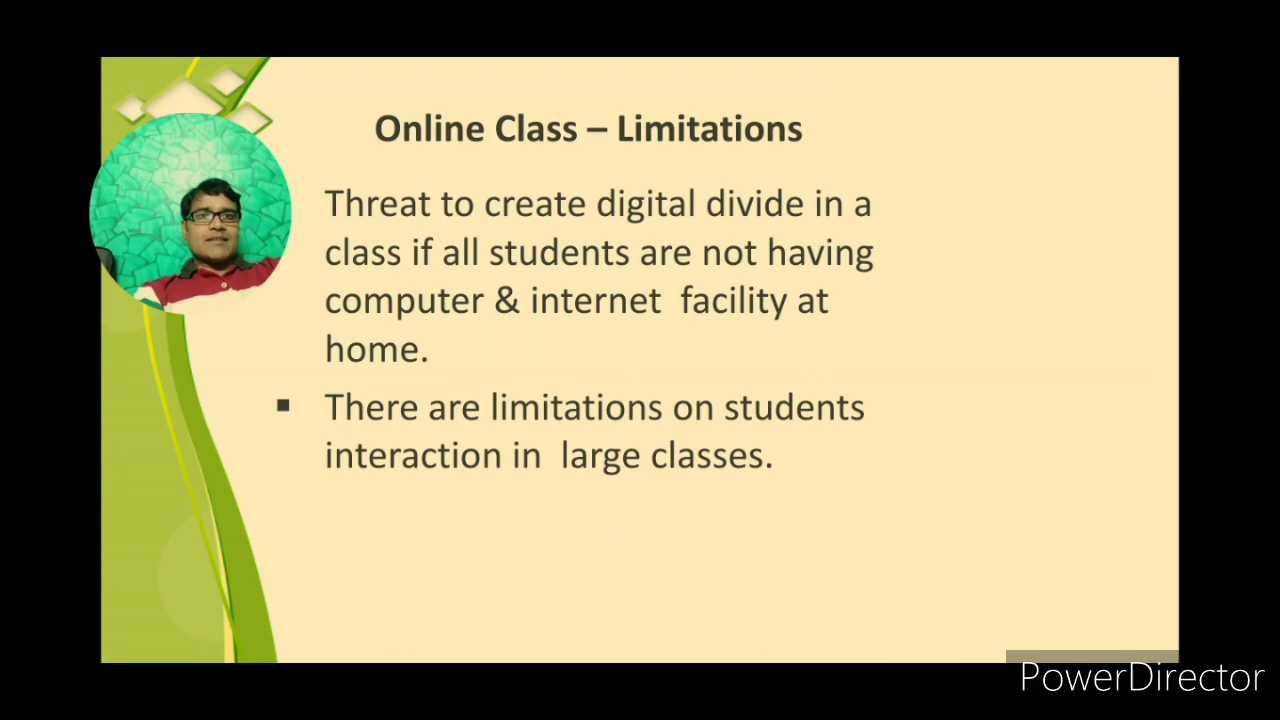 Online Class – Limitations
Threat to create digital divide in a
class if all students are not having
computer & internet facility at
home.
▪ There are limitations on students
interaction in large classes.
PowerDirector